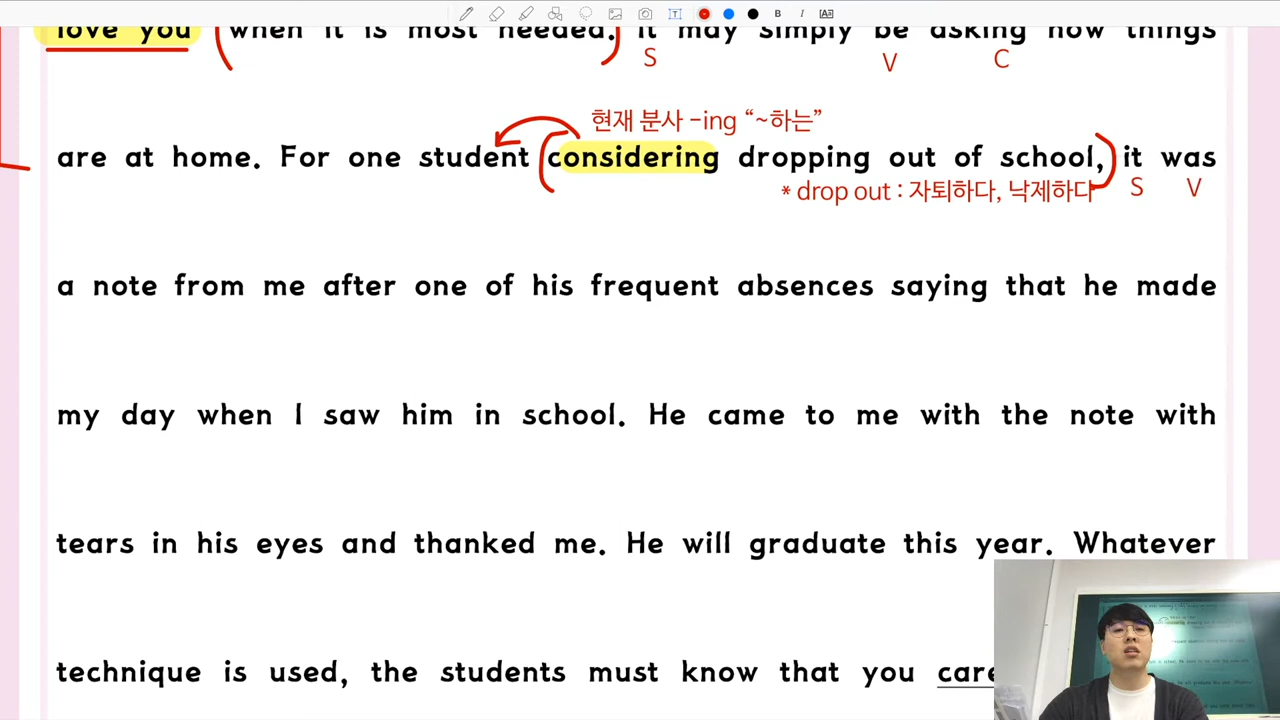 love you (when it is most needed.) It may simply be asking how things
S V C
현재 분사 -ing “~하는”
are at home. For one student (considering dropping out of school,) it was
* drop out : 자퇴하다, 낙제하다 S V
a note from me after one of his frequent absences saying that he made
my day when I saw him in school. He came to me with the note with
tears in his eyes and thanked me. He will graduate this year. Whatever
technique is used, the students must know that you care